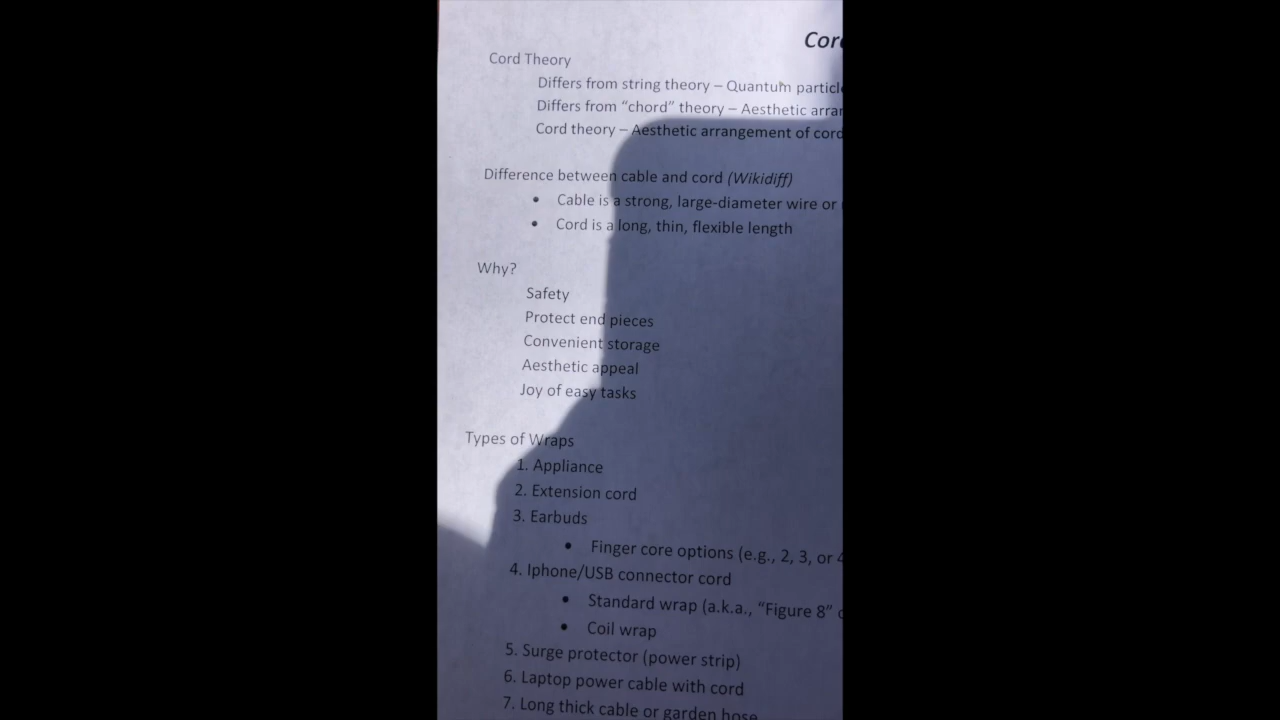 Cord Theory
Differs from string theory – Quantum
Differs from “chord” theory – Aesthetic
Cord theory – Aesthetic arrangement of cord
Difference between cable and cord (Wikidiff)
• Cable is a strong, large-diameter wire or
• Cord is a long, thin, flexible length
Why?
Safety
Protect end pieces
Convenient storage
Aesthetic appeal
Joy of easy tasks
Types of Wraps
1. Appliance
2. Extension cord
3. Earbuds
• Finger core options (e.g., 2, 3, or 4
4. Iphone/USB connector cord
• Standard wrap (a.k.a., “Figure 8”
• Coil wrap
5. Surge protector (power strip)
6. Laptop power cable with cord
7. Long thick cable or garden hose